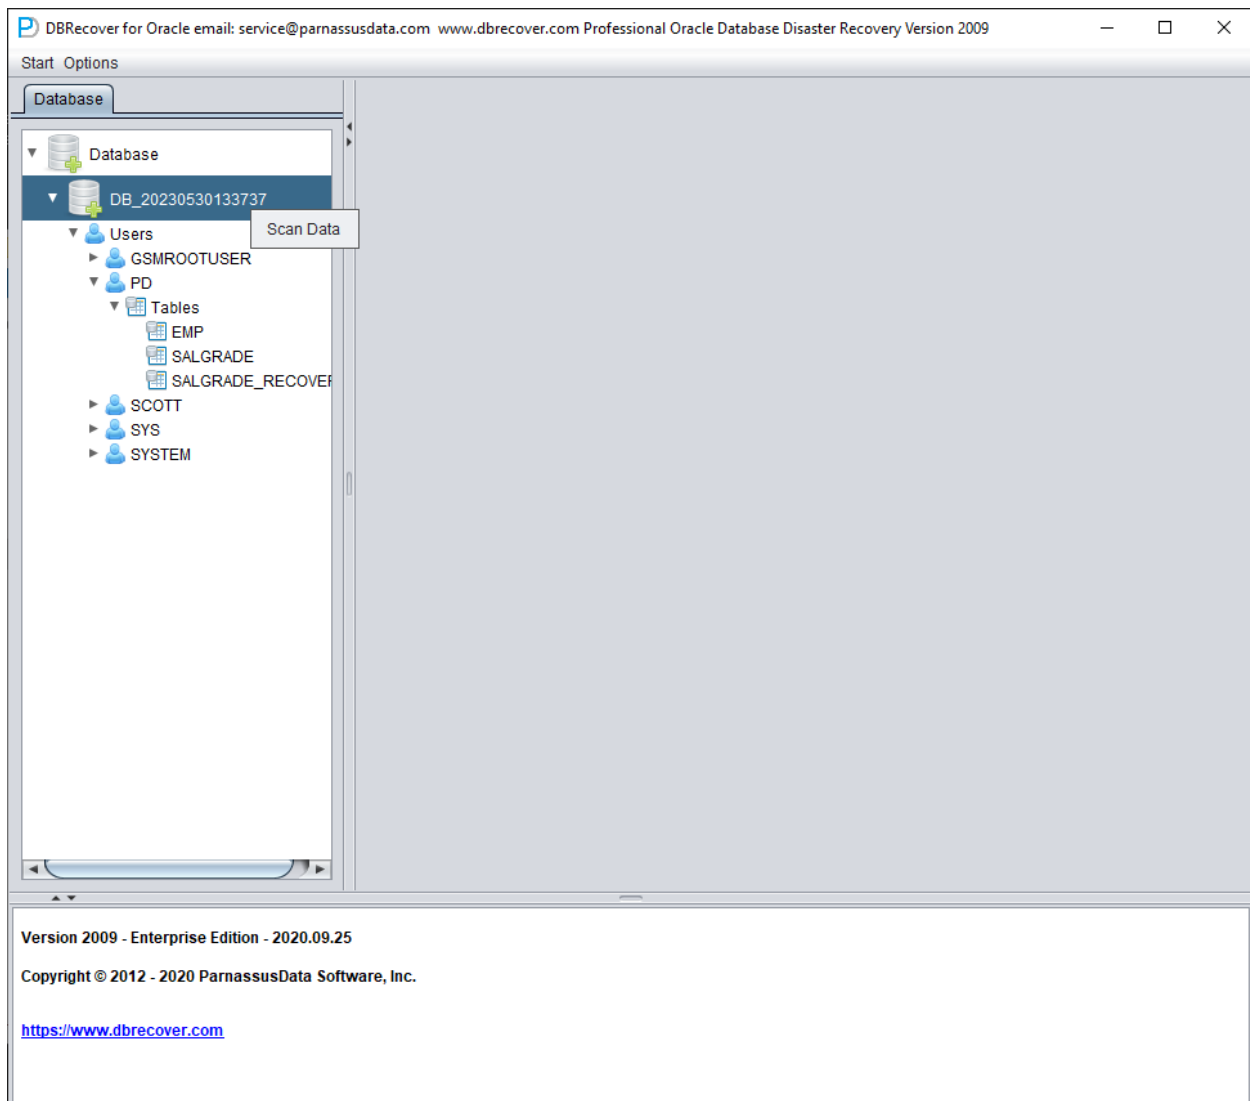 DBRecover for Oracle email: service@parnassusdata.com www.dbrecover.com Professional Oracle Database Disaster Recovery Version 2009
Start Options
Database
Database
DB_20230530133737
Scan Data
Users
GSMROOTUSER
PD
Tables
EMP
SALGRADE
SALGRADE_RECOVER
SCOTT
SYS
SYSTEM
Version 2009 - Enterprise Edition - 2020.09.25
Copyright © 2012 - 2020 ParnassusData Software, Inc.
https://www.dbrecover.com